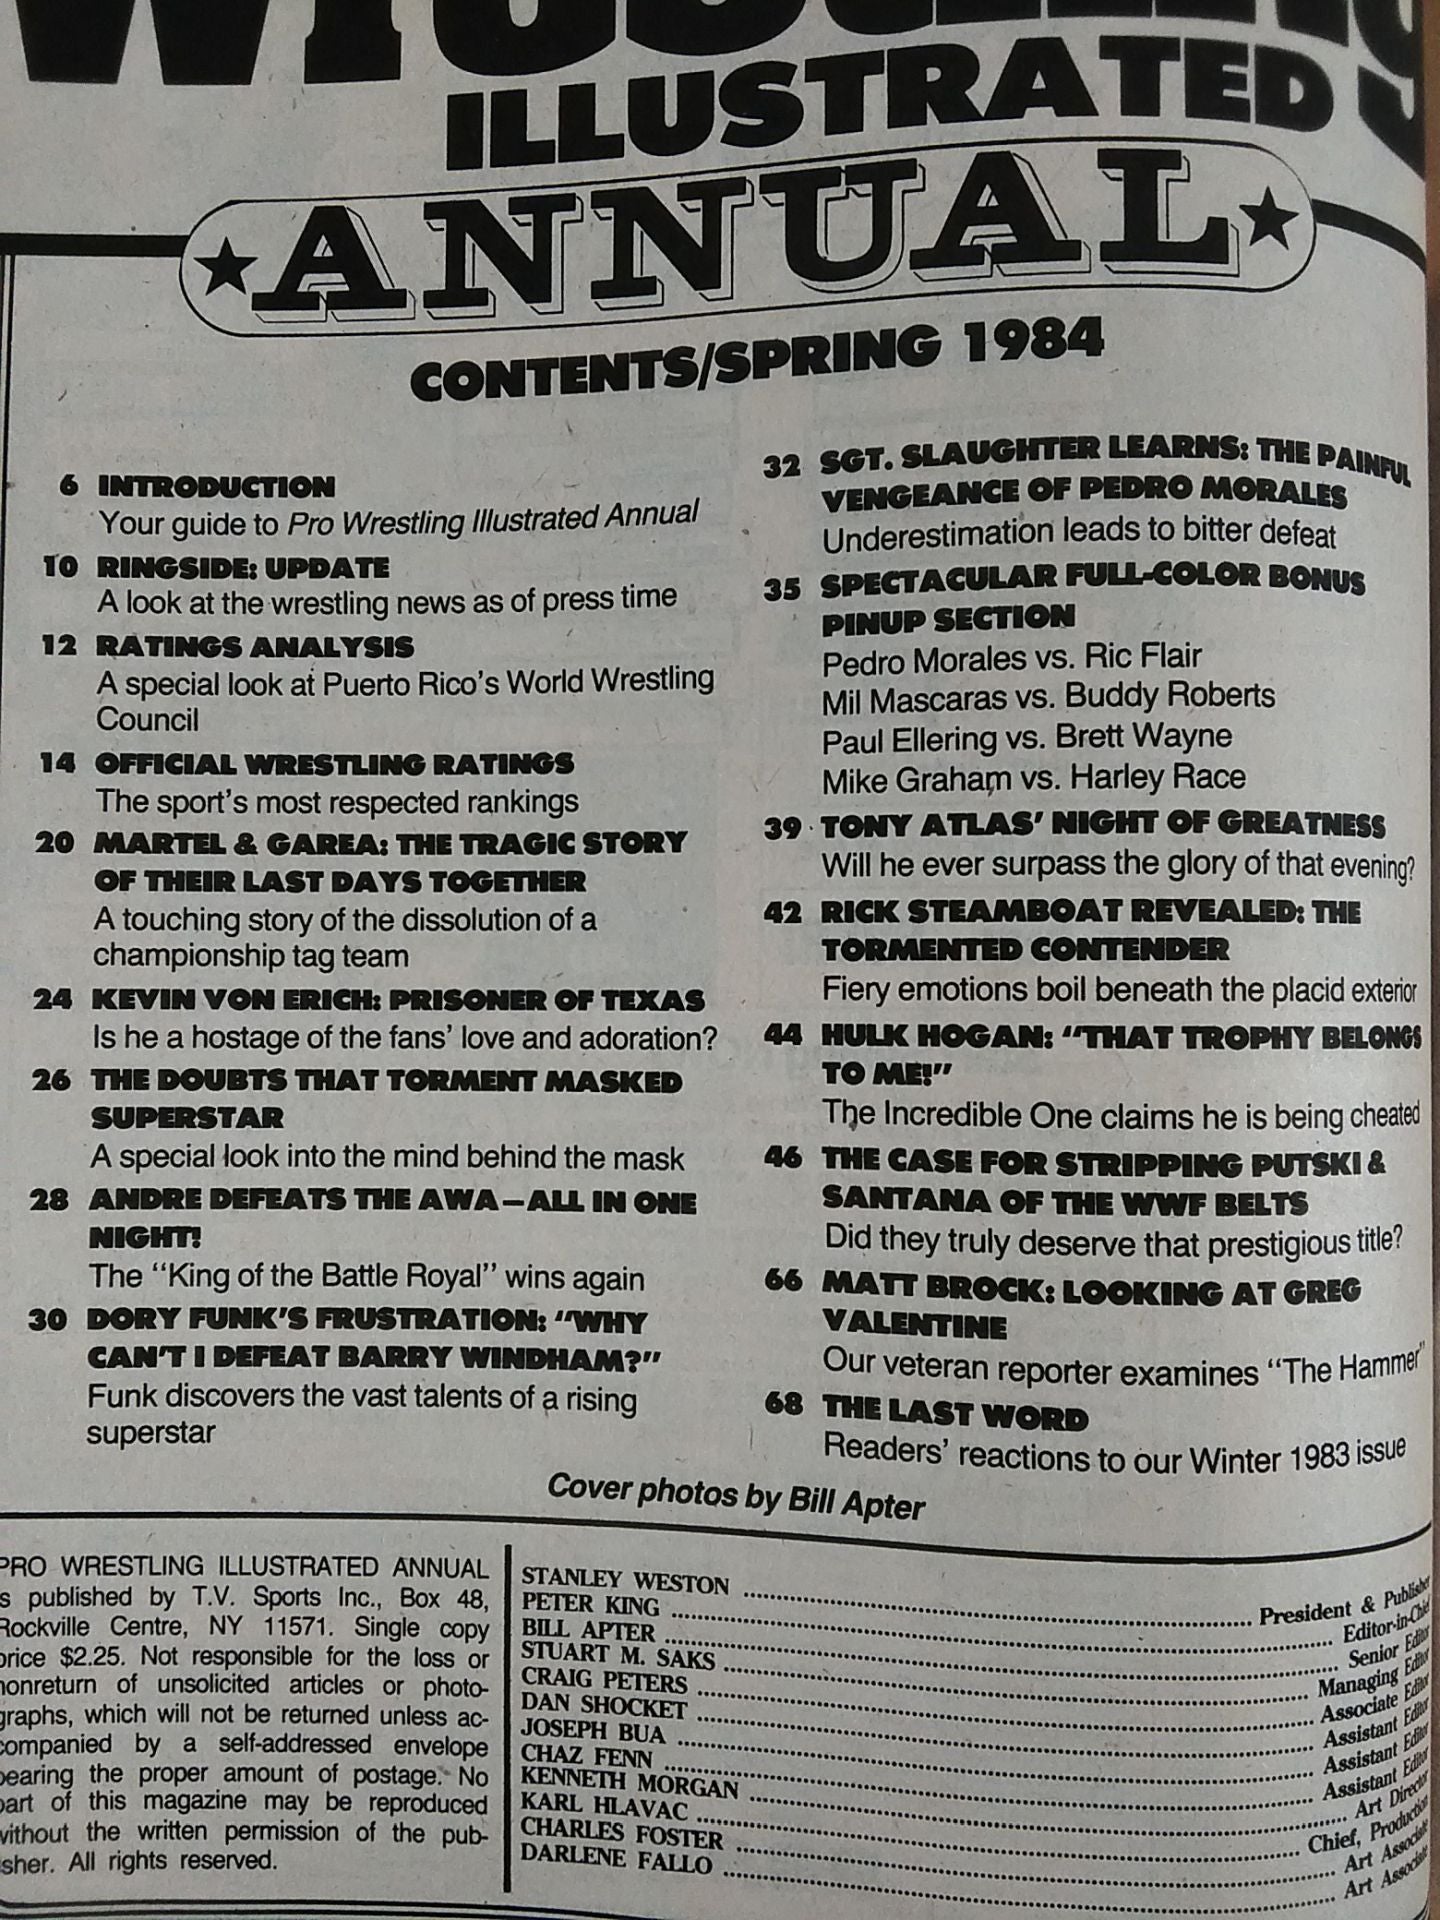 Wrestling
ILLUSTRATED
ANNUAL
CONTENTS/SPRING 1984
6 INTRODUCTION
Your guide to Pro Wrestling Illustrated Annual
10 RINGSIDE: UPDATE
A look at the wrestling news as of press time
12 RATINGS ANALYSIS
A special look at Puerto Rico's World Wrestling
Council
14 OFFICIAL WRESTLING RATINGS
The sport's most respected rankings
20 MARTEL & GAREA: THE TRAGIC STORY
OF THEIR LAST DAYS TOGETHER
A touching story of the dissolution of a
championship tag team
24 KEVIN VON ERICH: PRISONER OF TEXAS
Is he a hostage of the fans' love and adoration?
26 THE DOUBTS THAT TORMENT MASKED
SUPERSTAR
A special look into the mind behind the mask
28 ANDRE DEFEATS THE AWA—ALL IN ONE
NIGHT!
The "King of the Battle Royal" wins again
30 DORY FUNK'S FRUSTRATION: "WHY
CAN'T I DEFEAT BARRY WINDHAM?"
Funk discovers the vast talents of a rising
superstar
32 SGT. SLAUGHTER LEARNS: THE PAINFUL
VENGEANCE OF PEDRO MORALES
Underestimation leads to bitter defeat
35 SPECTACULAR FULL-COLOR BONUS
PINUP SECTION
Pedro Morales vs. Ric Flair
Mil Mascaras vs. Buddy Roberts
Paul Ellering vs. Brett Wayne
Mike Graham vs. Harley Race
39 TONY ATLAS' NIGHT OF GREATNESS
Will he ever surpass the glory of that evening?
42 RICK STEAMBOAT REVEALED: THE
TORMENTED CONTENDER
Fiery emotions boil beneath the placid exterior
44 HULK HOGAN: "THAT TROPHY BELONGS
TO ME!"
The Incredible One claims he is being cheated
46 THE CASE FOR STRIPPING PUTSKI &
SANTANA OF THE WWF BELTS
Did they truly deserve that prestigious title?
66 MATT BROCK: LOOKING AT GREG
VALENTINE
Our veteran reporter examines "The Hammer"
68 THE LAST WORD
Readers' reactions to our Winter 1983 issue
Cover photos by Bill Apter
PRO WRESTLING ILLUSTRATED ANNUAL
is published by T.V. Sports Inc., Box 48,
Rockville Centre, NY 11571. Single copy
price $2.25. Not responsible for the loss or
nonreturn of unsolicited articles or photo-
graphs, which will not be returned unless ac-
companied by a self-addressed envelope
bearing the proper amount of postage. No
part of this magazine may be reproduced
without the written permission of the pub-
lisher. All rights reserved.
STANLEY WESTON President & Publisher
PETER KING Editor-in-Chief
BILL APTER Senior Editor
STUART M. SAKS Managing Editor
CRAIG PETERS Associate Editor
DAN SHOCKET Assistant Editor
JOSEPH BUA Assistant Editor
CHAZ FENN Assistant Editor
KENNETH MORGAN Art Director
KARL HLAVAC Chief, Production
CHARLES FOSTER Art Associate
DARLENE FALLO Art Associate